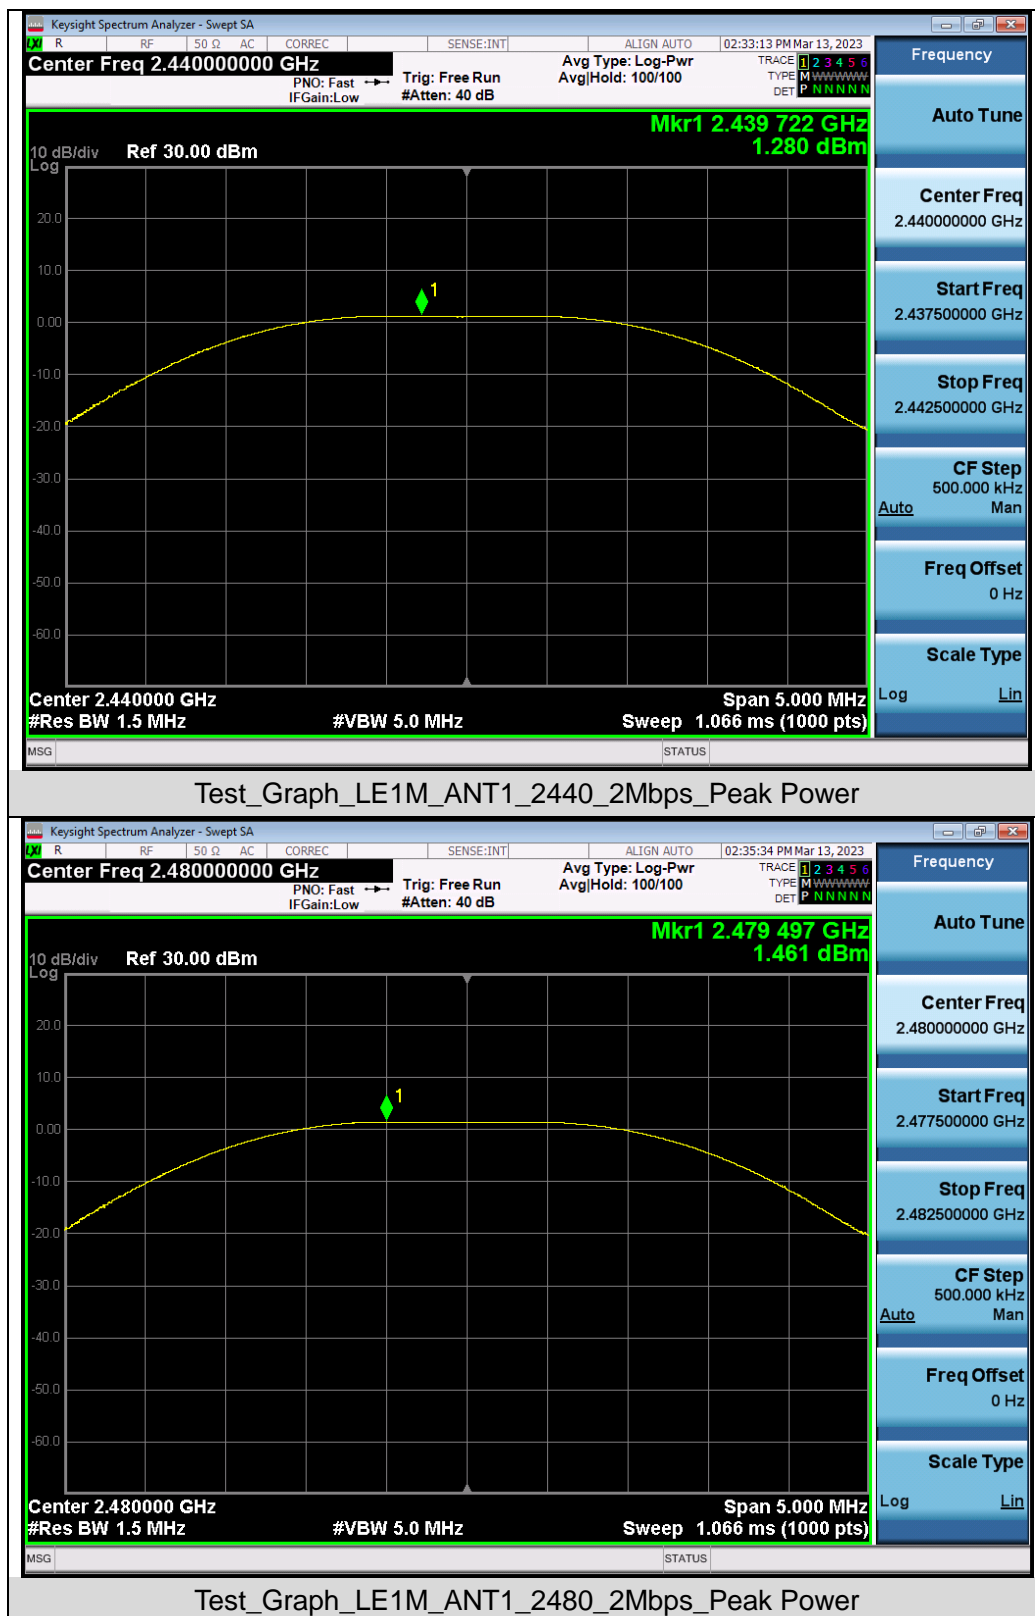 Keysight Spectrum Analyzer - Swept SA
LXI R RF 50 Ω AC CORREC SENSE:INT ALIGN AUTO 02:33:13 PM Mar 13, 2023
Center Freq 2.440000000 GHz
PNO: Fast
IFGain:Low
Trig: Free Run
#Atten: 40 dB
Avg Type: Log-Pwr
Avg|Hold: 100/100
TRACE 1 2 3 4 5 6
TYPE M WWWWW
DET P N N N N N
Mkr1 2.439 722 GHz
1.280 dBm
10 dB/div Ref 30.00 dBm
Log
20.0
10.0
1
0.00
-10.0
-20.0
-30.0
-40.0
-50.0
-60.0
Center 2.440000 GHz Span 5.000 MHz
#Res BW 1.5 MHz #VBW 5.0 MHz Sweep 1.066 ms (1000 pts)
MSG STATUS
Frequency
Auto Tune
Center Freq
2.440000000 GHz
Start Freq
2.437500000 GHz
Stop Freq
2.442500000 GHz
CF Step
500.000 kHz
Auto Man
Freq Offset
0 Hz
Scale Type
Log Lin
Test_Graph_LE1M_ANT1_2440_2Mbps_Peak Power
Keysight Spectrum Analyzer - Swept SA
LXI R RF 50 Ω AC CORREC SENSE:INT ALIGN AUTO 02:35:34 PM Mar 13, 2023
Center Freq 2.480000000 GHz
PNO: Fast
IFGain:Low
Trig: Free Run
#Atten: 40 dB
Avg Type: Log-Pwr
Avg|Hold: 100/100
TRACE 1 2 3 4 5 6
TYPE M WWWWW
DET P N N N N N
Mkr1 2.479 497 GHz
1.461 dBm
10 dB/div Ref 30.00 dBm
Log
20.0
10.0
1
0.00
-10.0
-20.0
-30.0
-40.0
-50.0
-60.0
Center 2.480000 GHz Span 5.000 MHz
#Res BW 1.5 MHz #VBW 5.0 MHz Sweep 1.066 ms (1000 pts)
MSG STATUS
Frequency
Auto Tune
Center Freq
2.480000000 GHz
Start Freq
2.477500000 GHz
Stop Freq
2.482500000 GHz
CF Step
500.000 kHz
Auto Man
Freq Offset
0 Hz
Scale Type
Log Lin
Test_Graph_LE1M_ANT1_2480_2Mbps_Peak Power